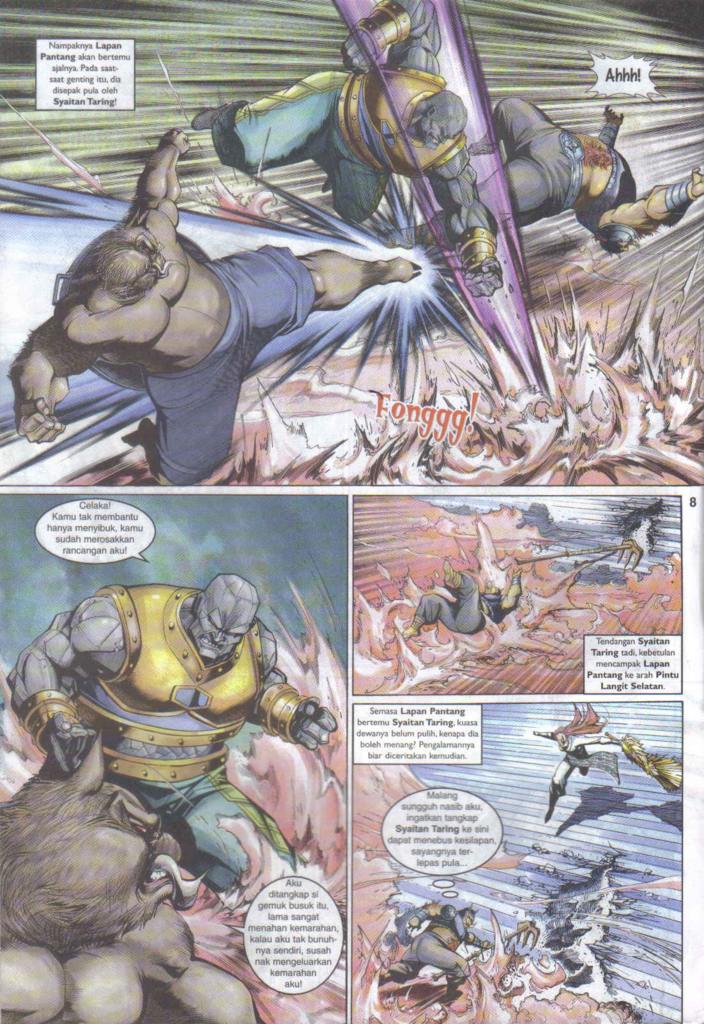 Nampaknya Lapan
Pantang akan bertemu
ajalnya. Pada saat-
saat genting itu, dia
disepak pula oleh
Syaitan Taring!
Ahhh!
Fonggg!
Celaka!
Kamu tak membantu
hanya menyibuk, kamu
sudah merosakkan
rancangan aku!
Aku
ditangkap si
gemuk busuk itu,
lama sangat
menahan kemarahan,
kalau aku tak bunuh-
nya sendiri, susah
nak mengeluarkan
kemarahan
aku!
8
Tendangan Syaitan
Taring tadi, kebetulan
mencampak Lapan
Pantang ke arah Pintu
Langit Selatan.
Semasa Lapan Pantang
bertemu Syaitan Taring, kuasa
dewanya belum pulih, kenapa dia
boleh menang? Pengalamannya
biar diceritakan kemudian.
Malang
sungguh nasib aku,
ingatkan tangkap
Syaitan Taring ke sini
dapat menebus kesilapan,
sayangnya ter-
lepas pula...